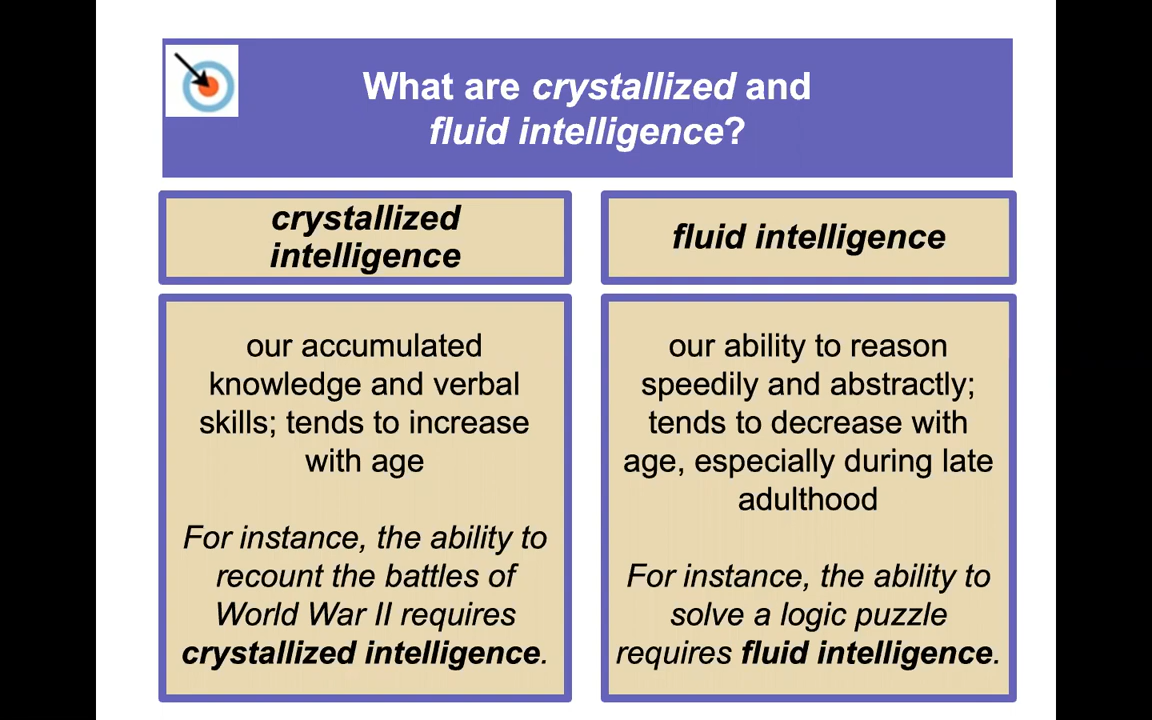 What are crystallized and
fluid intelligence?
crystallized
intelligence
our accumulated
knowledge and verbal
skills; tends to increase
with age
For instance, the ability to
recount the battles of
World War II requires
crystallized intelligence.
fluid intelligence
our ability to reason
speedily and abstractly;
tends to decrease with
age, especially during late
adulthood
For instance, the ability to
solve a logic puzzle
requires fluid intelligence.